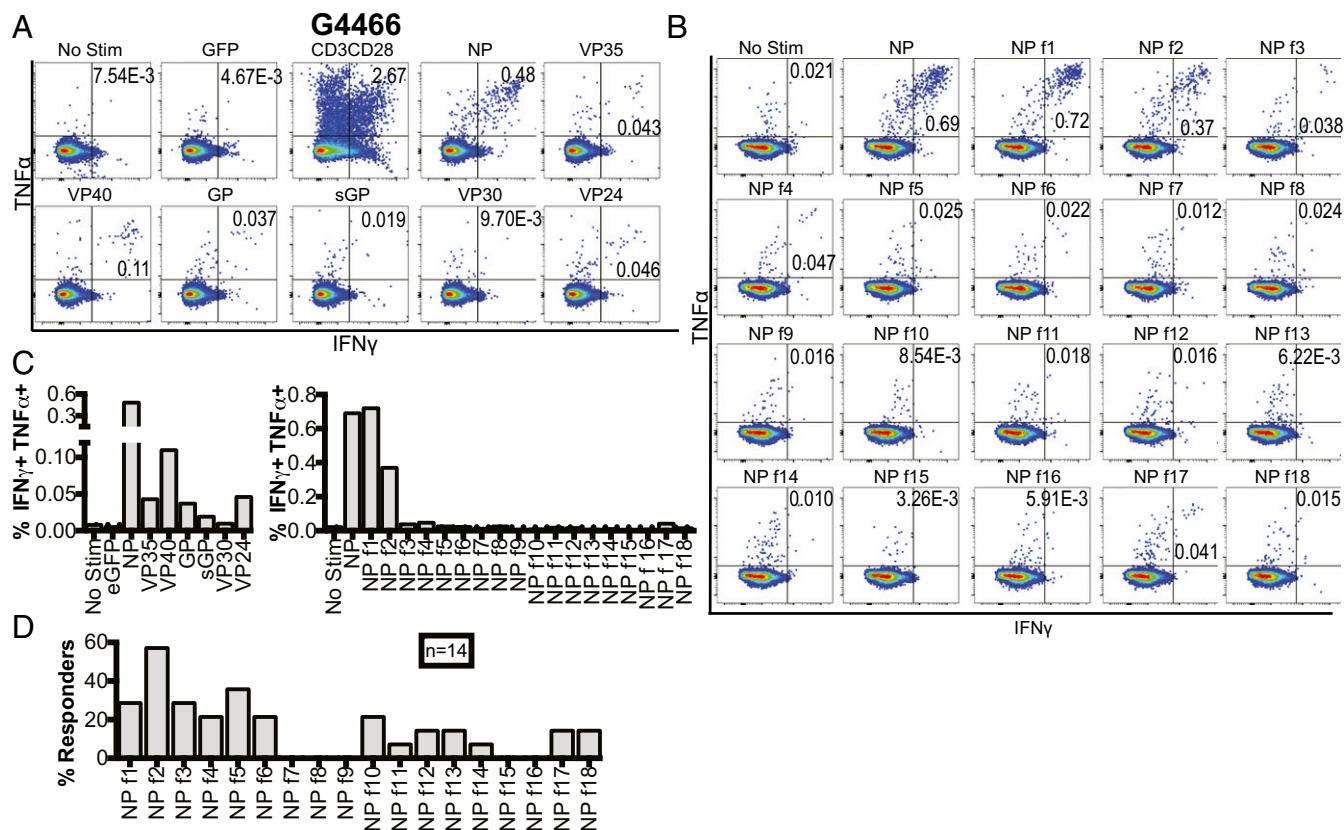 A
G4466
No Stim GFP CD3CD28 NP VP35
7.54E-3 4.67E-3 2.67 0.48 0.043
VP40 GP sGP VP30 VP24
0.11 0.037 0.019 9.70E-3 0.046
TNFα
IFNγ
B
No Stim NP NP f1 NP f2 NP f3
0.021 0.69 0.72 0.37 0.038
NP f4 NP f5 NP f6 NP f7 NP f8
0.047 0.025 0.022 0.012 0.024
NP f9 NP f10 NP f11 NP f12 NP f13
0.016 8.54E-3 0.018 0.016 6.22E-3
NP f14 NP f15 NP f16 NP f17 NP f18
0.010 3.26E-3 5.91E-3 0.041 0.015
TNFα
IFNγ
C
% IFNγ+ TNFα+
0.6
0.3
0.10
0.05
0.00
No Stim eGFP NP VP35 VP40 GP sGP VP30 VP24
% IFNγ+ TNFα+
0.8
0.6
0.4
0.2
0.0
No Stim NP NP f1 NP f2 NP f3 NP f4 NP f5 NP f6 NP f7 NP f8 NP f9 NP f10 NP f11 NP f12 NP f13 NP f14 NP f15 NP f 16 NP f 17 NP f18
D
% Responders
60
40
20
0
n=14
NP f1 NP f2 NP f3 NP f4 NP f5 NP f6 NP f7 NP f8 NP f9 NP f10 NP f11 NP f12 NP f13 NP f14 NP f15 NP f16 NP f17 NP f18